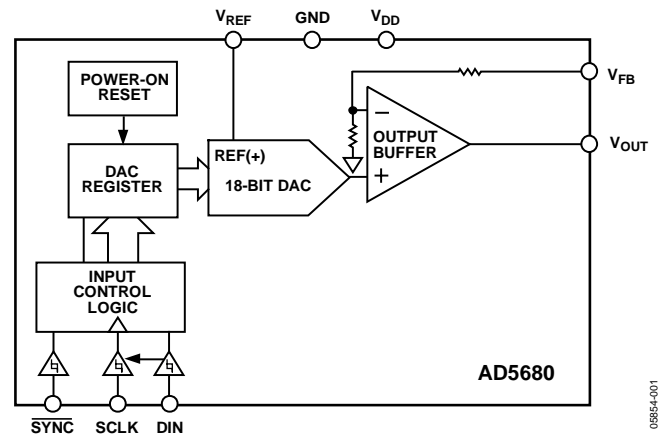 VREF GND VDD
POWER-ON
RESET
VFB
DAC
REGISTER
REF(+)
18-BIT DAC
OUTPUT
BUFFER
−
+
VOUT
INPUT
CONTROL
LOGIC
AD5680
SYNC SCLK DIN
05854-001